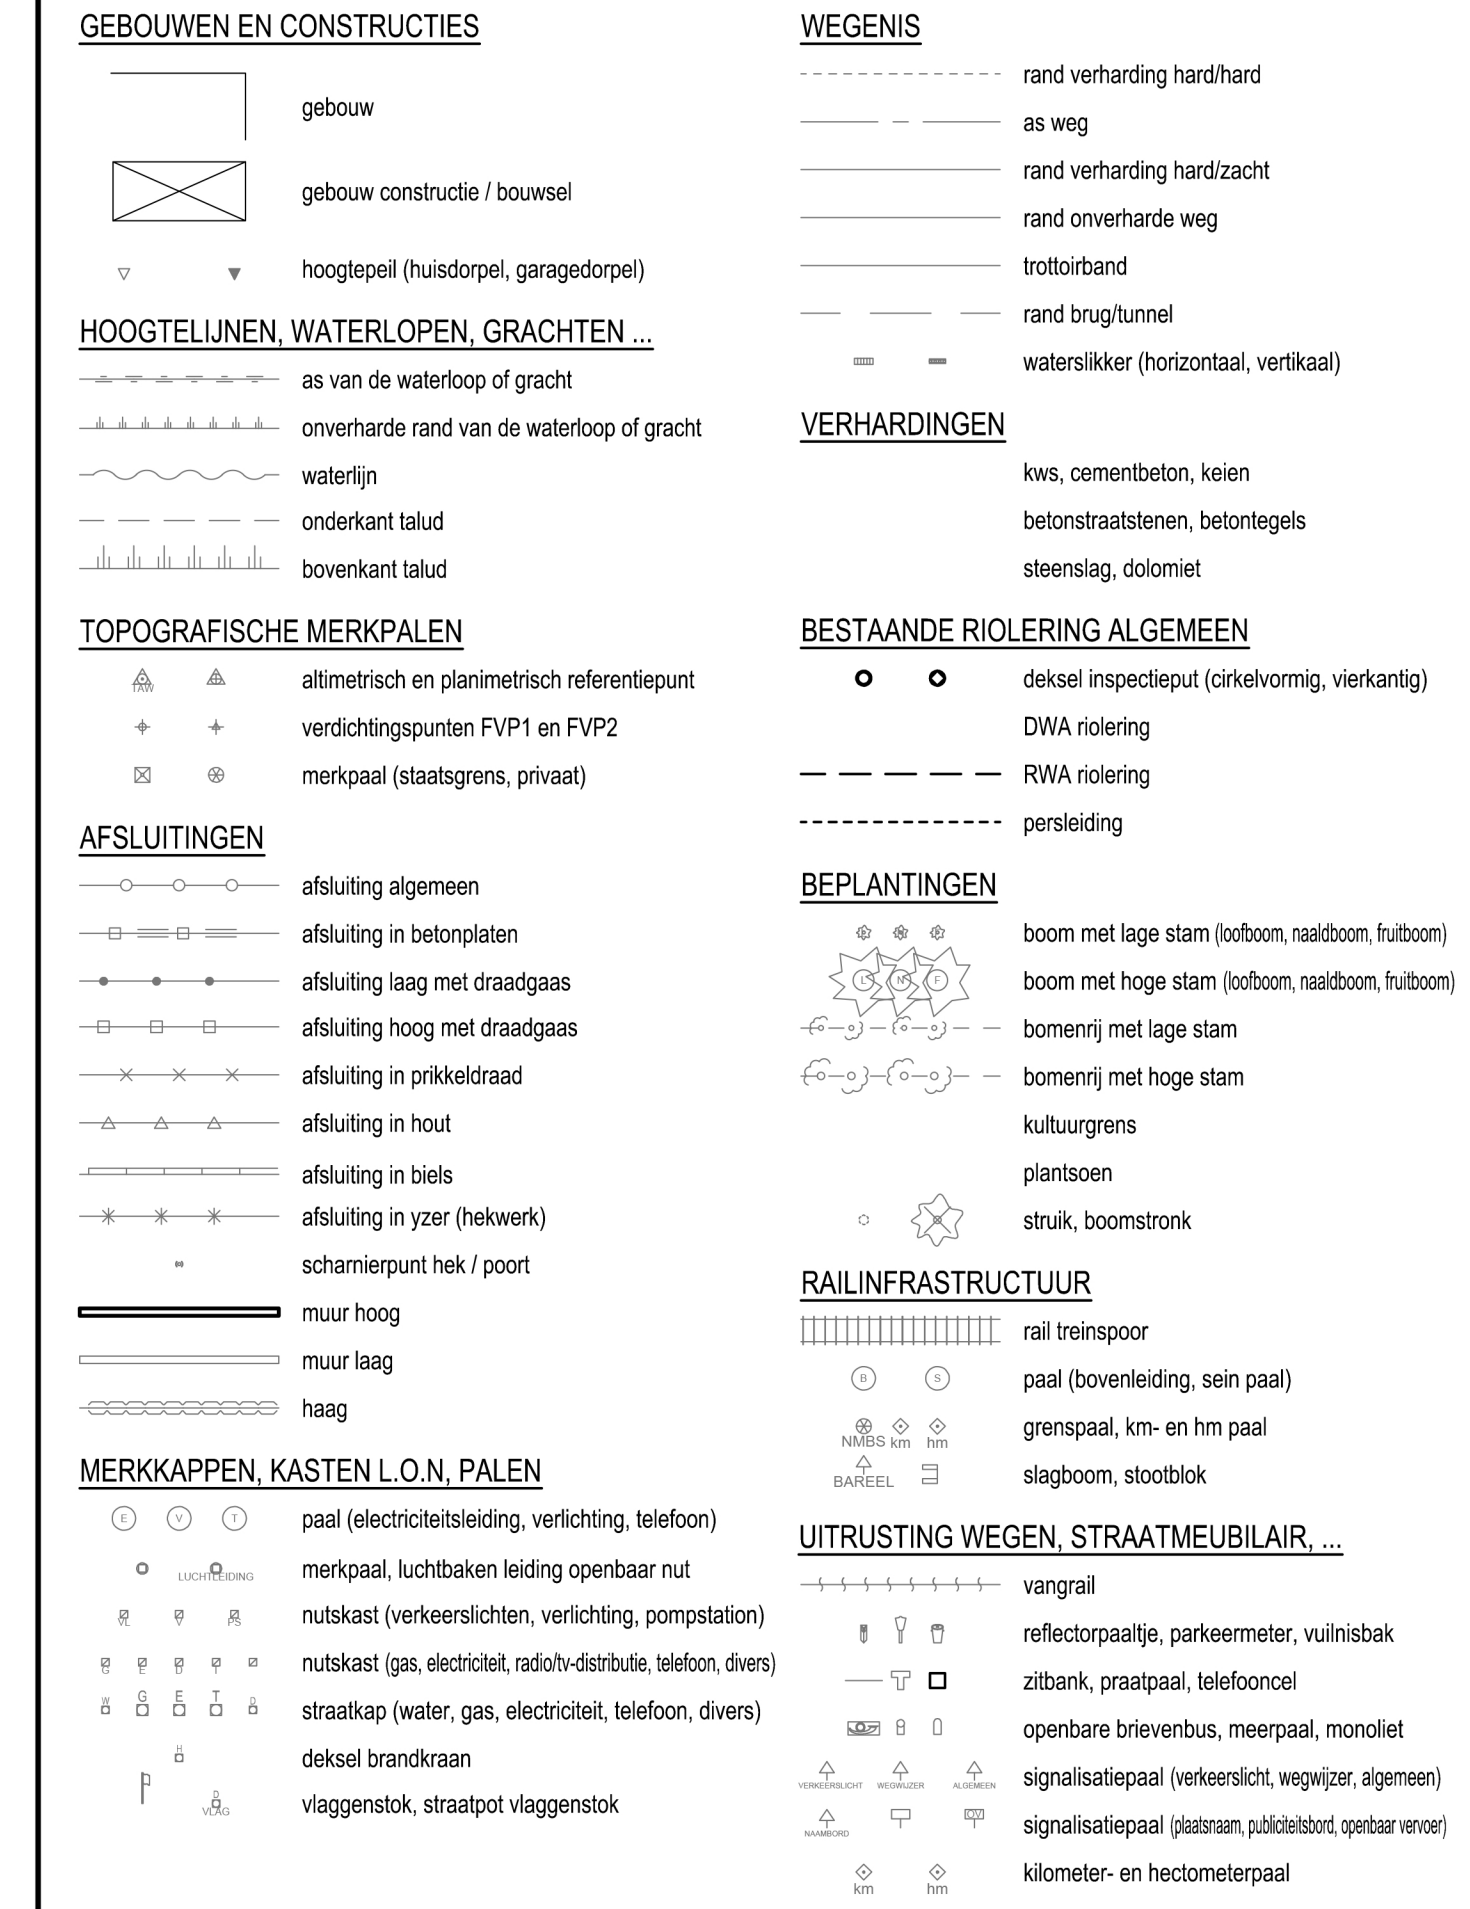 GEBOUWEN EN CONSTRUCTIES
gebouw
gebouw constructie / bouwsel
hoogtepeil (huisdorpel, garagedorpel)
HOOGTELIJNEN, WATERLOPEN, GRACHTEN ...
as van de waterloop of gracht
onverharde rand van de waterloop of gracht
waterlijn
onderkant talud
bovenkant talud
TOPOGRAFISCHE MERKPALEN
TAW
altimetrisch en planimetrisch referentiepunt
verdichtingspunten FVP1 en FVP2
merkpaal (staatsgrens, privaat)
AFSLUITINGEN
afsluiting algemeen
afsluiting in betonplaten
afsluiting laag met draadgaas
afsluiting hoog met draadgaas
afsluiting in prikkeldraad
afsluiting in hout
afsluiting in biels
afsluiting in yzer (hekwerk)
scharnierpunt hek / poort
muur hoog
muur laag
haag
MERKKAPPEN, KASTEN L.O.N, PALEN
E V T paal (electriciteitsleiding, verlichting, telefoon)
LUCHTLEIDING merkpaal, luchtbaken leiding openbaar nut
VL V PS nutskast (verkeerslichten, verlichting, pompstation)
G E D T nutskast (gas, electriciteit, radio/tv-distributie, telefoon, divers)
W G E T D straatkap (water, gas, electriciteit, telefoon, divers)
H deksel brandkraan
D VLAG vlaggenstok, straatpot vlaggenstok
WEGENIS
rand verharding hard/hard
as weg
rand verharding hard/zacht
rand onverharde weg
trottoirband
rand brug/tunnel
waterslikker (horizontaal, vertikaal)
VERHARDINGEN
kws, cementbeton, keien
betonstraatstenen, betontegels
steenslag, dolomiet
BESTAANDE RIOLERING ALGEMEEN
deksel inspectieput (cirkelvormig, vierkantig)
DWA riolering
RWA riolering
persleiding
BEPLANTINGEN
boom met lage stam (loofboom, naaldboom, fruitboom)
L N F boom met hoge stam (loofboom, naaldboom, fruitboom)
bomenrij met lage stam
bomenrij met hoge stam
kultuurgrens
plantsoen
struik, boomstronk
RAILINFRASTRUCTUUR
rail treinspoor
B S paal (bovenleiding, sein paal)
NMBS km hm grenspaal, km- en hm paal
BAREEL slagboom, stootblok
UITRUSTING WEGEN, STRAATMEUBILAIR, ...
vangrail
reflectorpaaltje, parkeermeter, vuilnisbak
zitbank, praatpaal, telefooncel
openbare brievenbus, meerpaal, monoliet
VERKEERSLICHT WEGWIJZER ALGEMEEN signalisatiepaal (verkeerslicht, wegwijzer, algemeen)
NAAMBORD OV signalisatiepaal (plaatsnaam, publiciteitsbord, openbaar vervoer)
km hm kilometer- en hectometerpaal